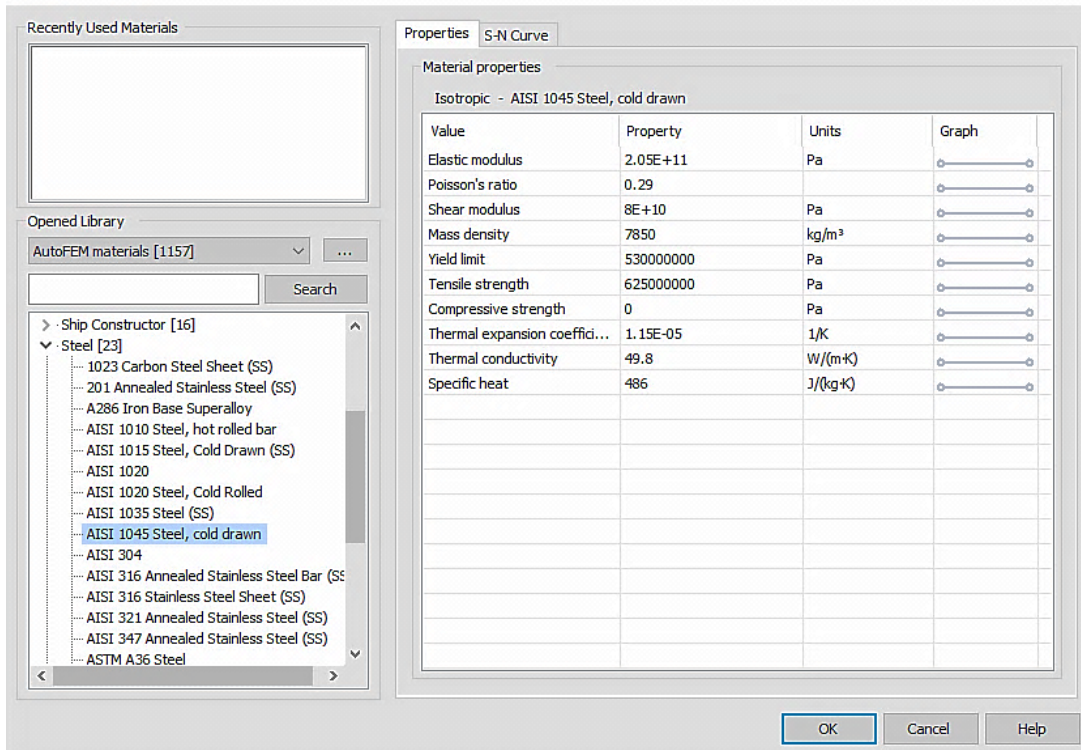 Recently Used Materials
Opened Library
AutoFEM materials [1157]
...
Search
Ship Constructor [16]
Steel [23]
1023 Carbon Steel Sheet (SS)
201 Annealed Stainless Steel (SS)
A286 Iron Base Superalloy
AISI 1010 Steel, hot rolled bar
AISI 1015 Steel, Cold Drawn (SS)
AISI 1020
AISI 1020 Steel, Cold Rolled
AISI 1035 Steel (SS)
AISI 1045 Steel, cold drawn
AISI 304
AISI 316 Annealed Stainless Steel Bar (SS
AISI 316 Stainless Steel Sheet (SS)
AISI 321 Annealed Stainless Steel (SS)
AISI 347 Annealed Stainless Steel (SS)
ASTM A36 Steel
Properties S-N Curve
Material properties
Isotropic - AISI 1045 Steel, cold drawn
Value Property Units Graph
Elastic modulus 2.05E+11 Pa
Poisson's ratio 0.29
Shear modulus 8E+10 Pa
Mass density 7850 kg/m³
Yield limit 530000000 Pa
Tensile strength 625000000 Pa
Compressive strength 0 Pa
Thermal expansion coeffici... 1.15E-05 1/K
Thermal conductivity 49.8 W/(m·K)
Specific heat 486 J/(kg·K)
OK Cancel Help